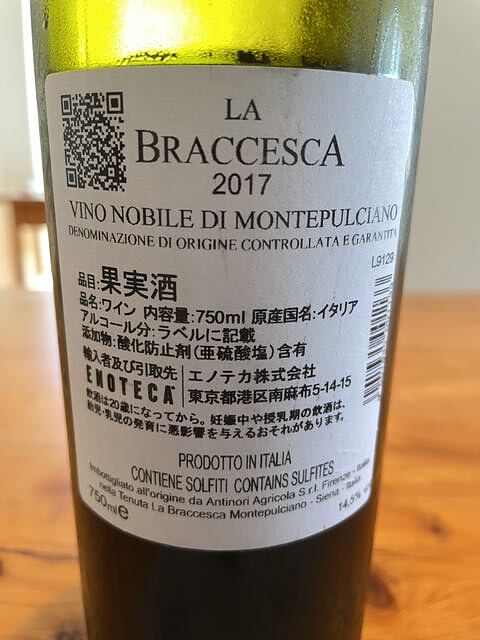 LA
BRACCESCA
2017
VINO NOBILE DI MONTEPULCIANO
DENOMINAZIONE DI ORIGINE CONTROLLATA E GARANTITA
L9129
品目:果実酒
品名:ワイン 内容量:750ml 原産国名:イタリア
アルコール分:ラベルに記載
添加物:酸化防止剤(亜硫酸塩)含有
輸入者及び引取先
ENOTECA
エノテカ株式会社
東京都港区南麻布5-14-15
飲酒は20歳になってから。妊娠中や授乳期の飲酒は、
胎児・乳児の発育に悪影響を与えるおそれがあります。
PRODOTTO IN ITALIA
CONTIENE SOLFITI CONTAINS SULFITES
Imbottigliato all'origine da Antinori Agricola S.r.l. Firenze - Italia
nella Tenuta La Braccesca Montepulciano - Siena - Italia
750ml e
14,5%